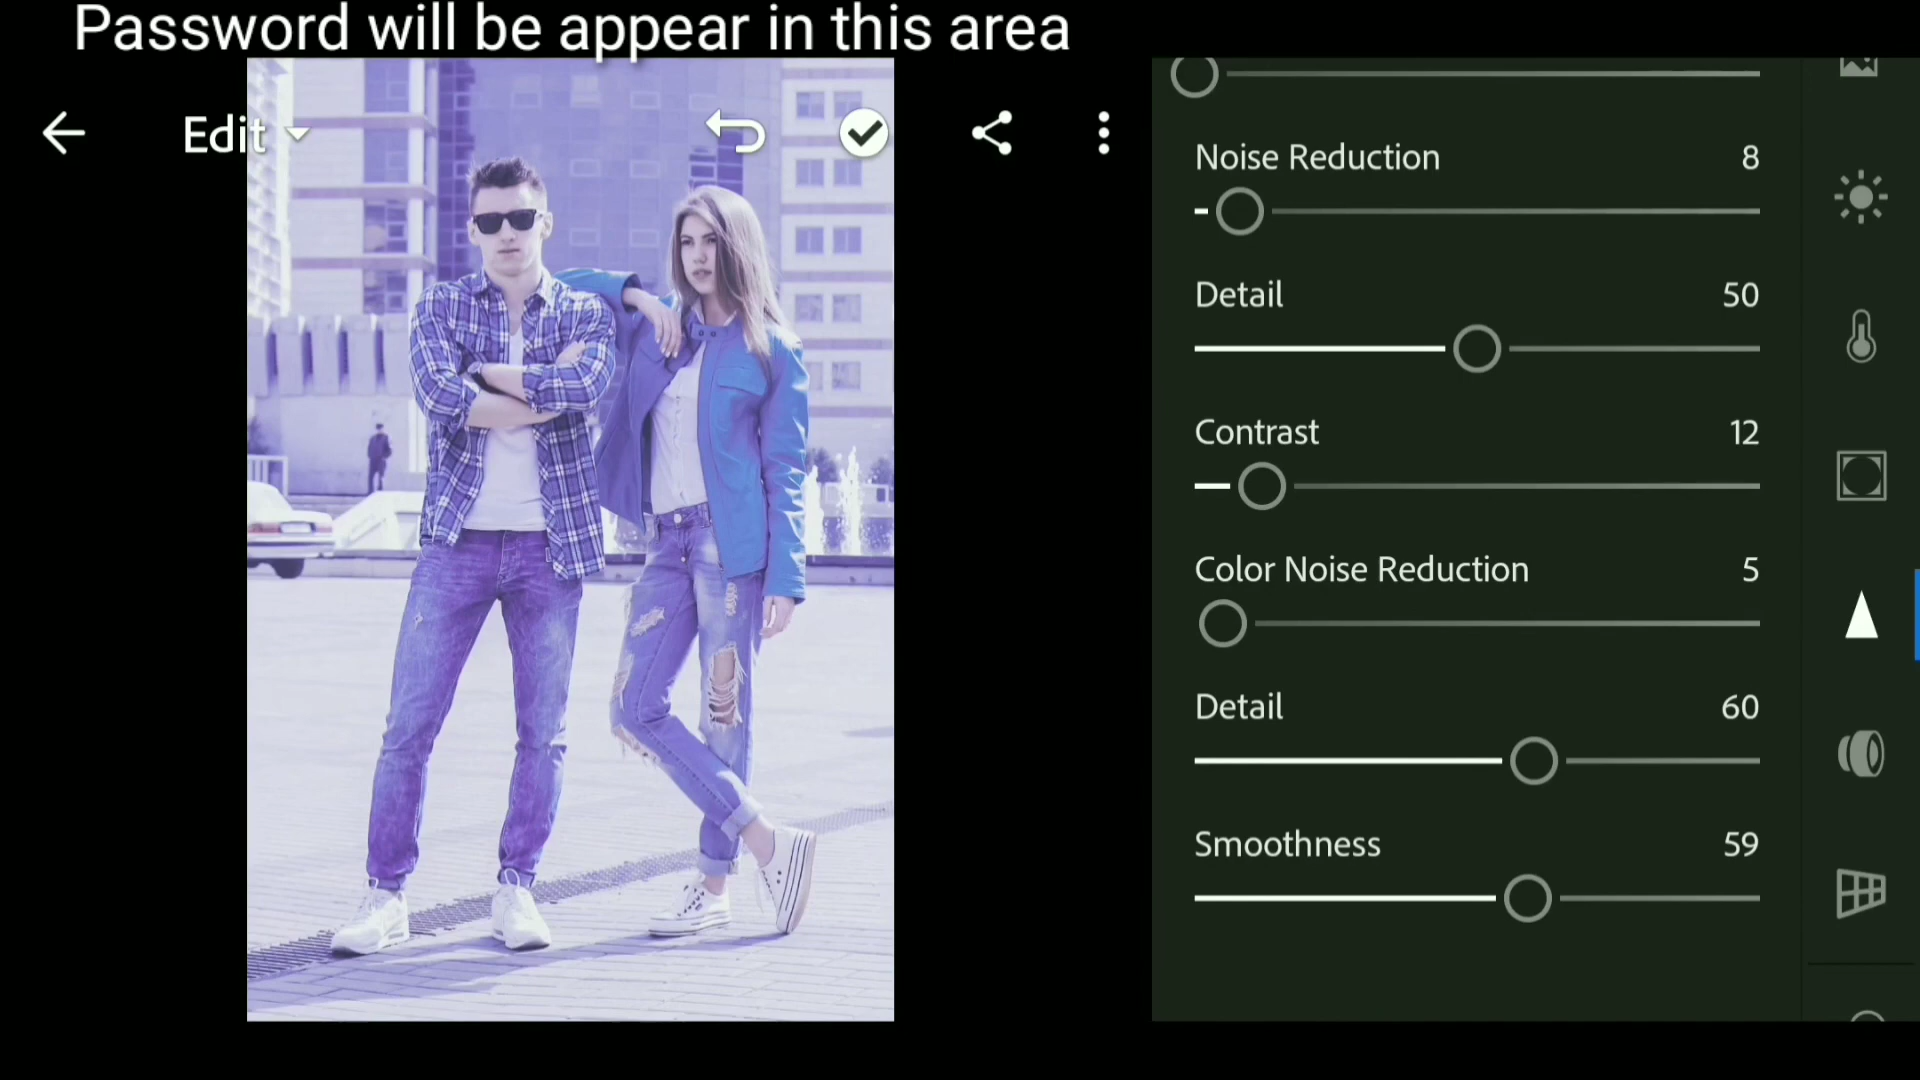 Password will be appear in this area
Edit
Noise Reduction 8
Detail 50
Contrast 12
Color Noise Reduction 5
Detail 60
Smoothness 59